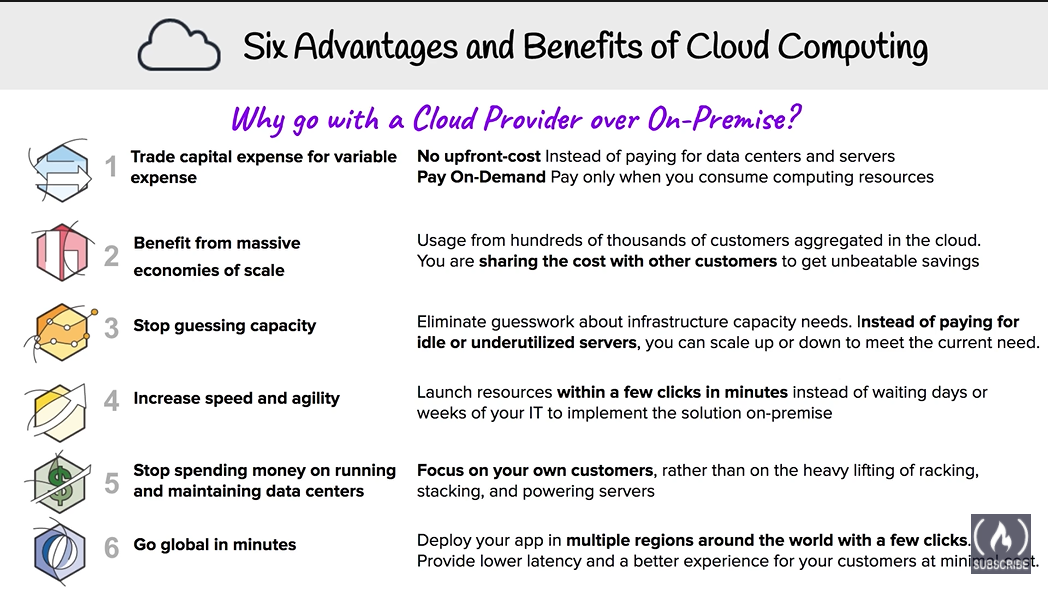 Six Advantages and Benefits of Cloud Computing
Why go with a Cloud Provider over On-Premise?
1
Trade capital expense for variable
expense
No upfront-cost Instead of paying for data centers and servers
Pay On-Demand Pay only when you consume computing resources
2
Benefit from massive
economies of scale
Usage from hundreds of thousands of customers aggregated in the cloud.
You are sharing the cost with other customers to get unbeatable savings
3
Stop guessing capacity
Eliminate guesswork about infrastructure capacity needs. Instead of paying for
idle or underutilized servers, you can scale up or down to meet the current need.
4
Increase speed and agility
Launch resources within a few clicks in minutes instead of waiting days or
weeks of your IT to implement the solution on-premise
5
Stop spending money on running
and maintaining data centers
Focus on your own customers, rather than on the heavy lifting of racking,
stacking, and powering servers
6
Go global in minutes
Deploy your app in multiple regions around the world with a few clicks.
Provide lower latency and a better experience for your customers at minimal cost.
SUBSCRIBE